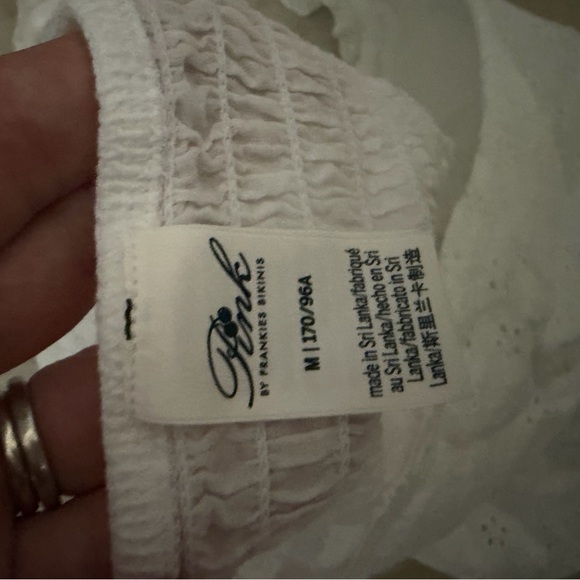 Pink
BY FRANKIES BIKINIS
M | 170/96A
made in Sri Lanka/fabriqué
au Sri Lanka/hecho en Sri
Lanka/fabbricato in Sri
Lanka/斯里兰卡制造